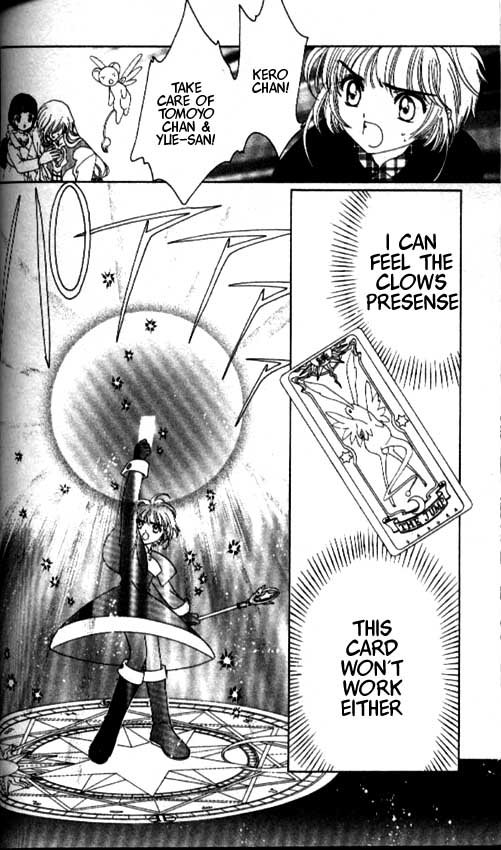 KERO
CHAN!
TAKE
CARE OF
TOMOYO
CHAN &
YUE-SAN!
I CAN
FEEL THE
CLOWS
PRESENSE
THE JUMP
THIS
CARD
WON'T
WORK
EITHER